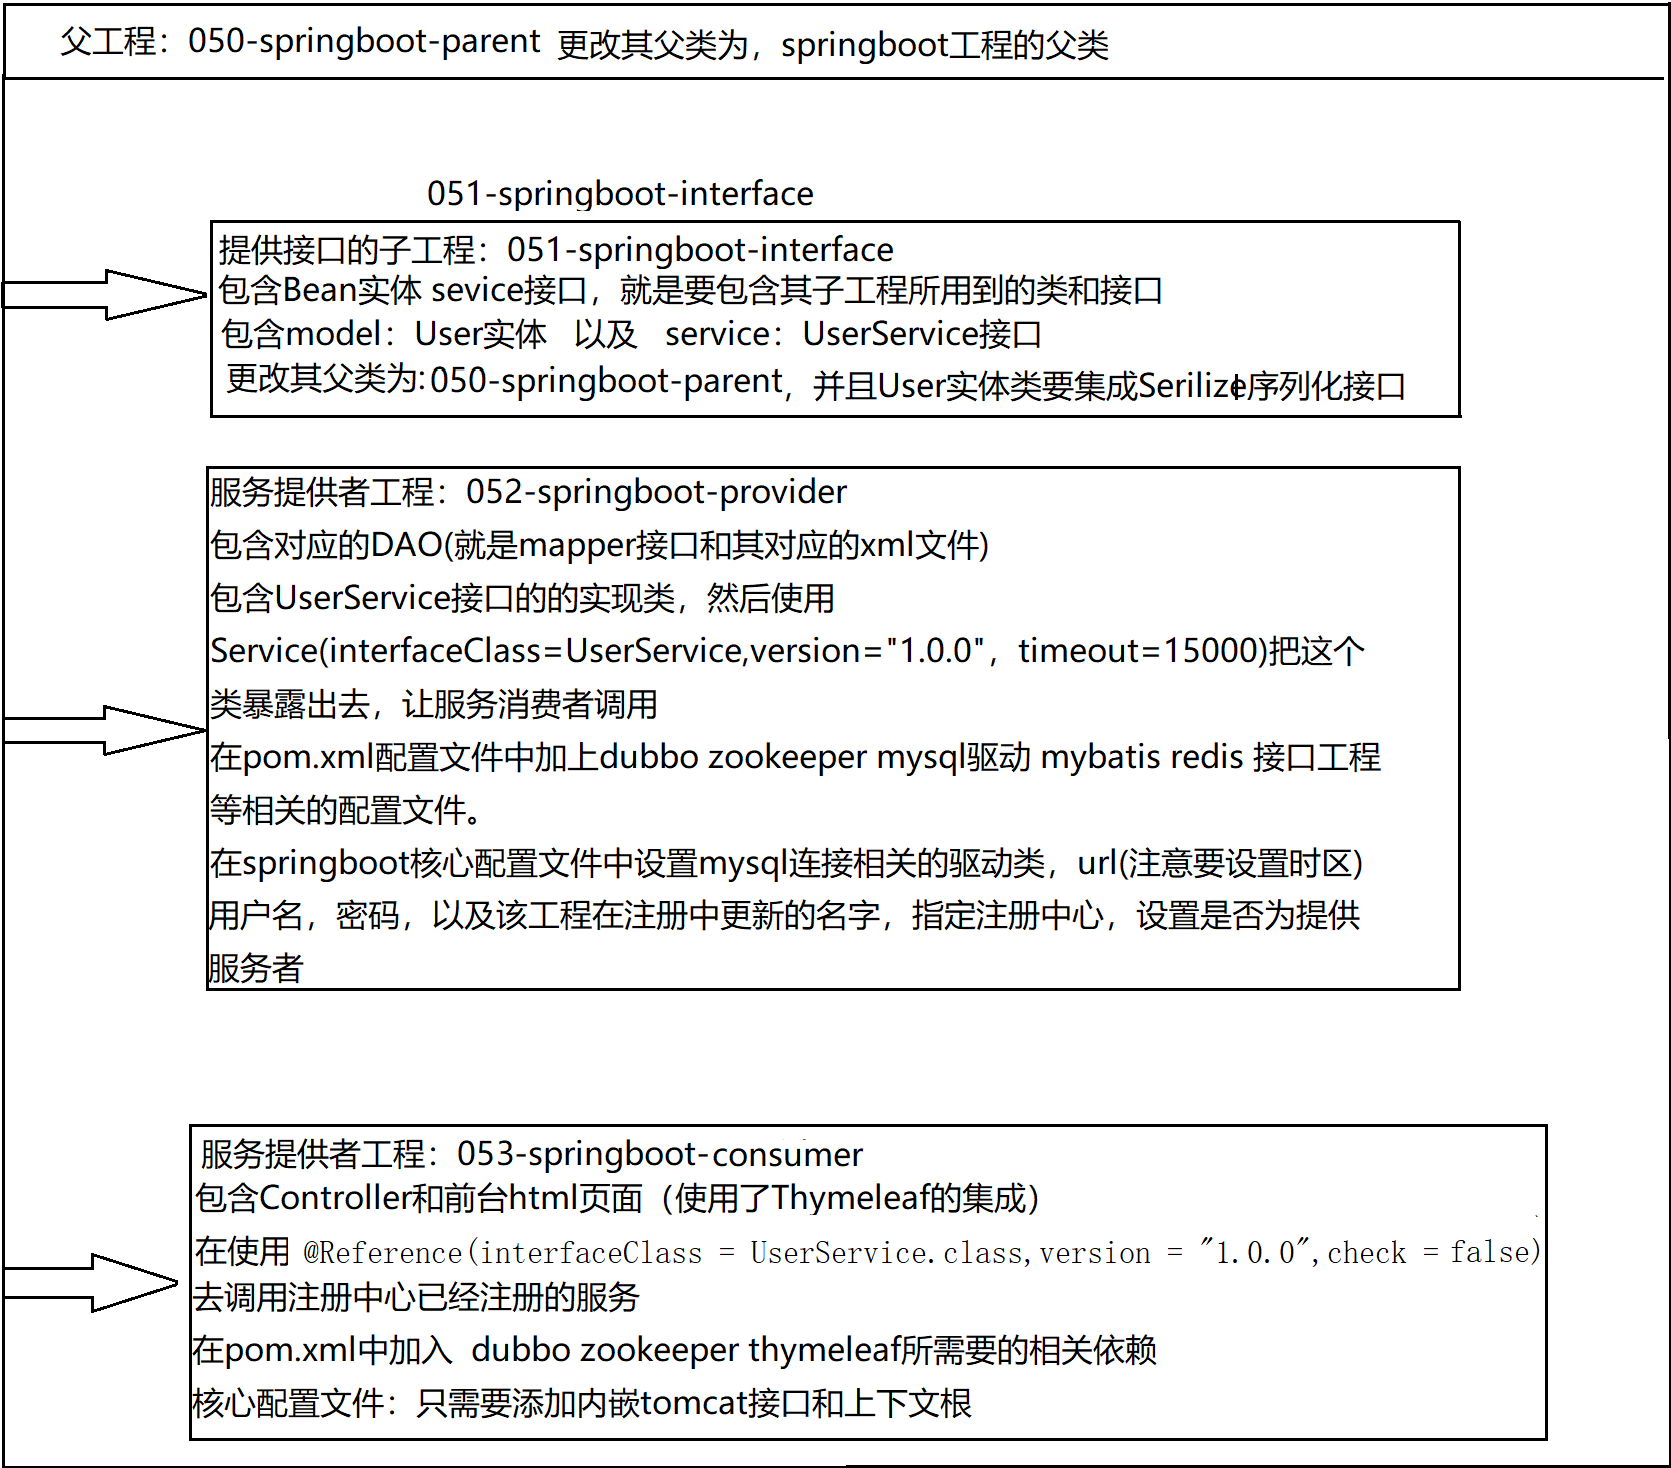 父工程：050-springboot-parent 更改其父类为，springboot工程的父类
051-springboot-interface
提供接口的子工程：051-springboot-interface
包含Bean实体 sevice接口，就是要包含其子工程所用到的类和接口
包含model：User实体 以及 service：UserService接口
更改其父类为:050-springboot-parent，并且User实体类要集成Serilize序列化接口
服务提供者工程：052-springboot-provider
包含对应的DAO(就是mapper接口和其对应的xml文件)
包含UserService接口的的实现类，然后使用
Service(interfaceClass=UserService,version="1.0.0"，timeout=15000)把这个
类暴露出去，让服务消费者调用
在pom.xml配置文件中加上dubbo zookeeper mysql驱动 mybatis redis 接口工程
等相关的配置文件。
在springboot核心配置文件中设置mysql连接相关的驱动类，url(注意要设置时区)
用户名，密码，以及该工程在注册中更新的名字，指定注册中心，设置是否为提供
服务者
服务提供者工程：053-springboot-consumer
包含Controller和前台html页面（使用了Thymeleaf的集成）
在使用 @Reference(interfaceClass = UserService.class,version = "1.0.0",check = false)
去调用注册中心已经注册的服务
在pom.xml中加入 dubbo zookeeper thymeleaf所需要的相关依赖
核心配置文件：只需要添加内嵌tomcat接口和上下文根